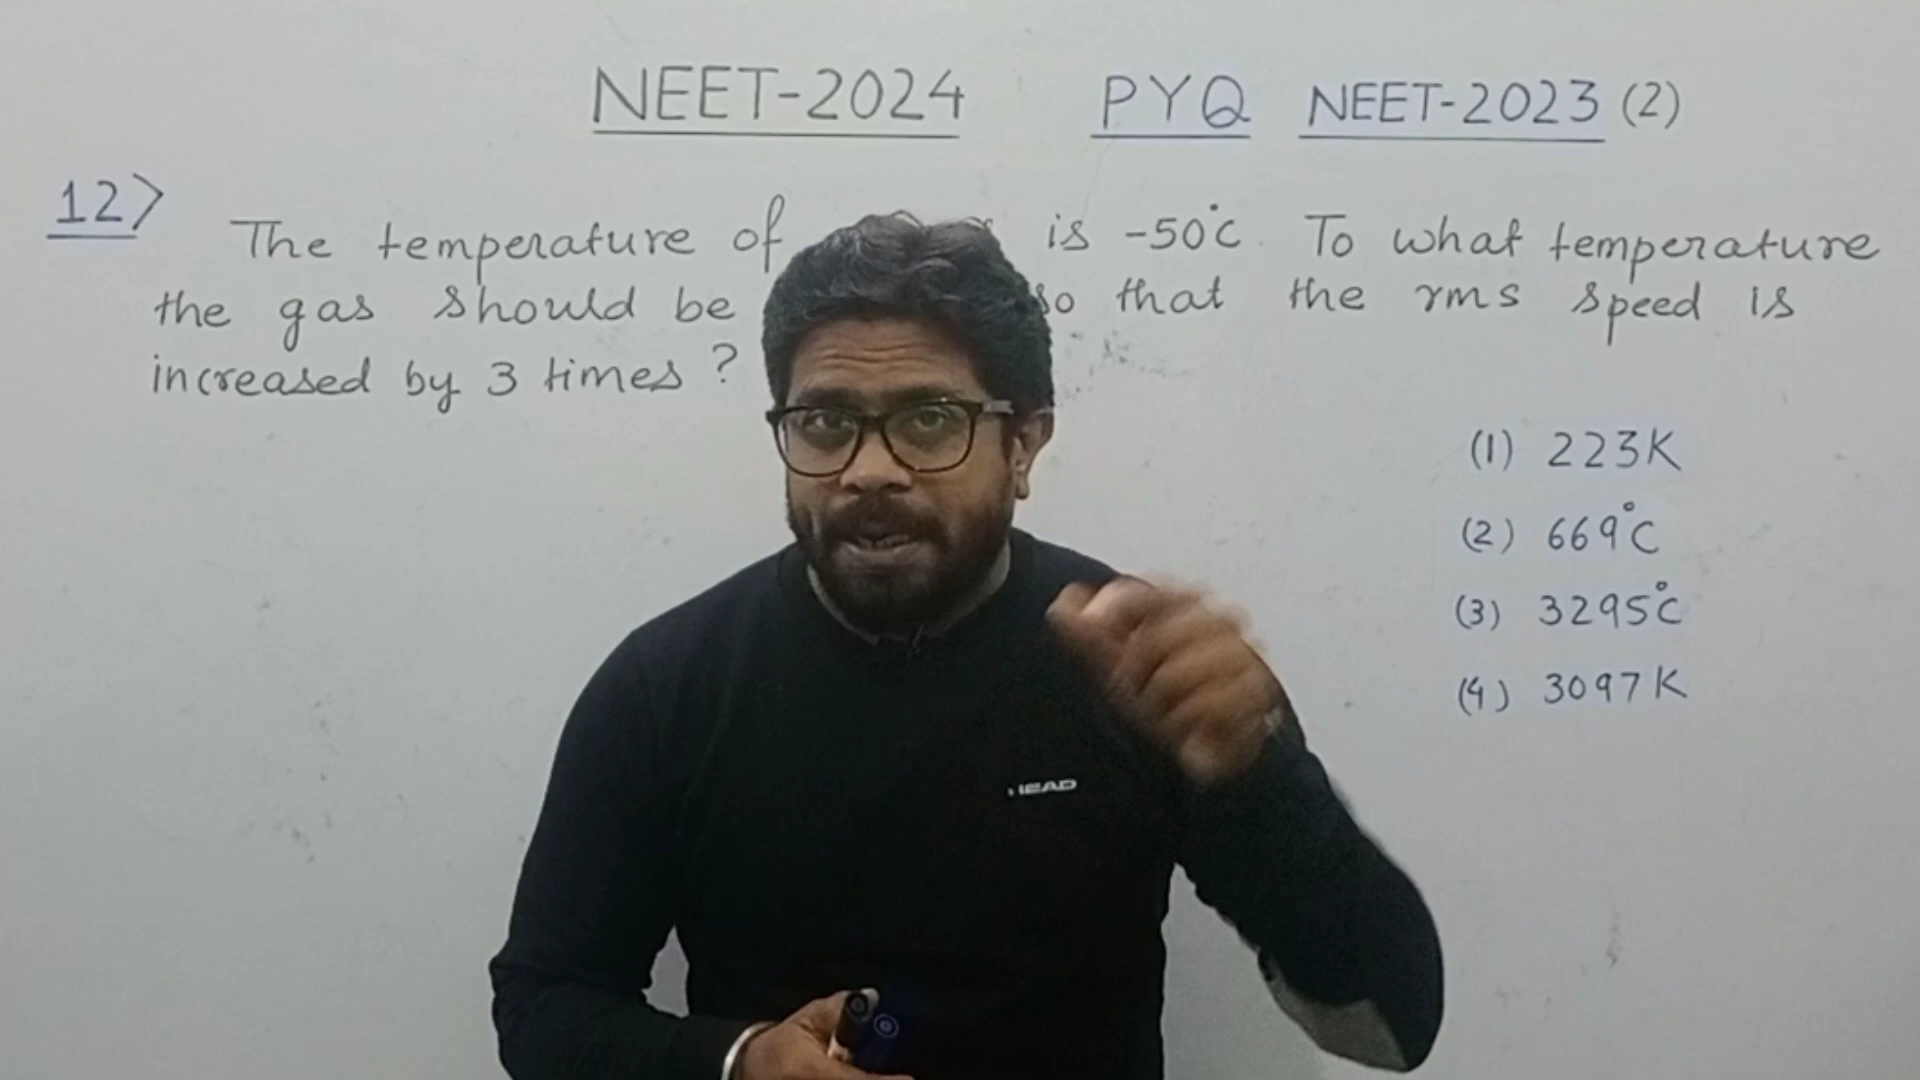 NEET-2024 PYQ NEET-2023 (2)
12>
The temperature of is -50°C. To what temperature
the gas should be so that the rms speed is
increased by 3 times ?
(1) 223K
(2) 669°C
(3) 3295°C
(4) 3097K
HEAD